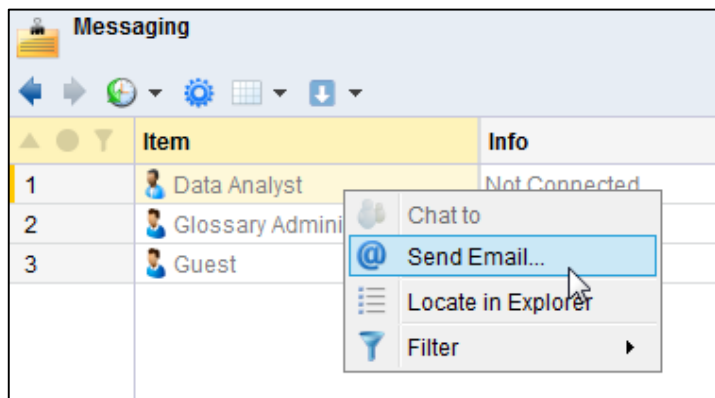 Messaging
Item Info
1 Data Analyst Not Connected
Chat to
2 Glossary Admini
Send Email...
3 Guest
Locate in Explorer
Filter